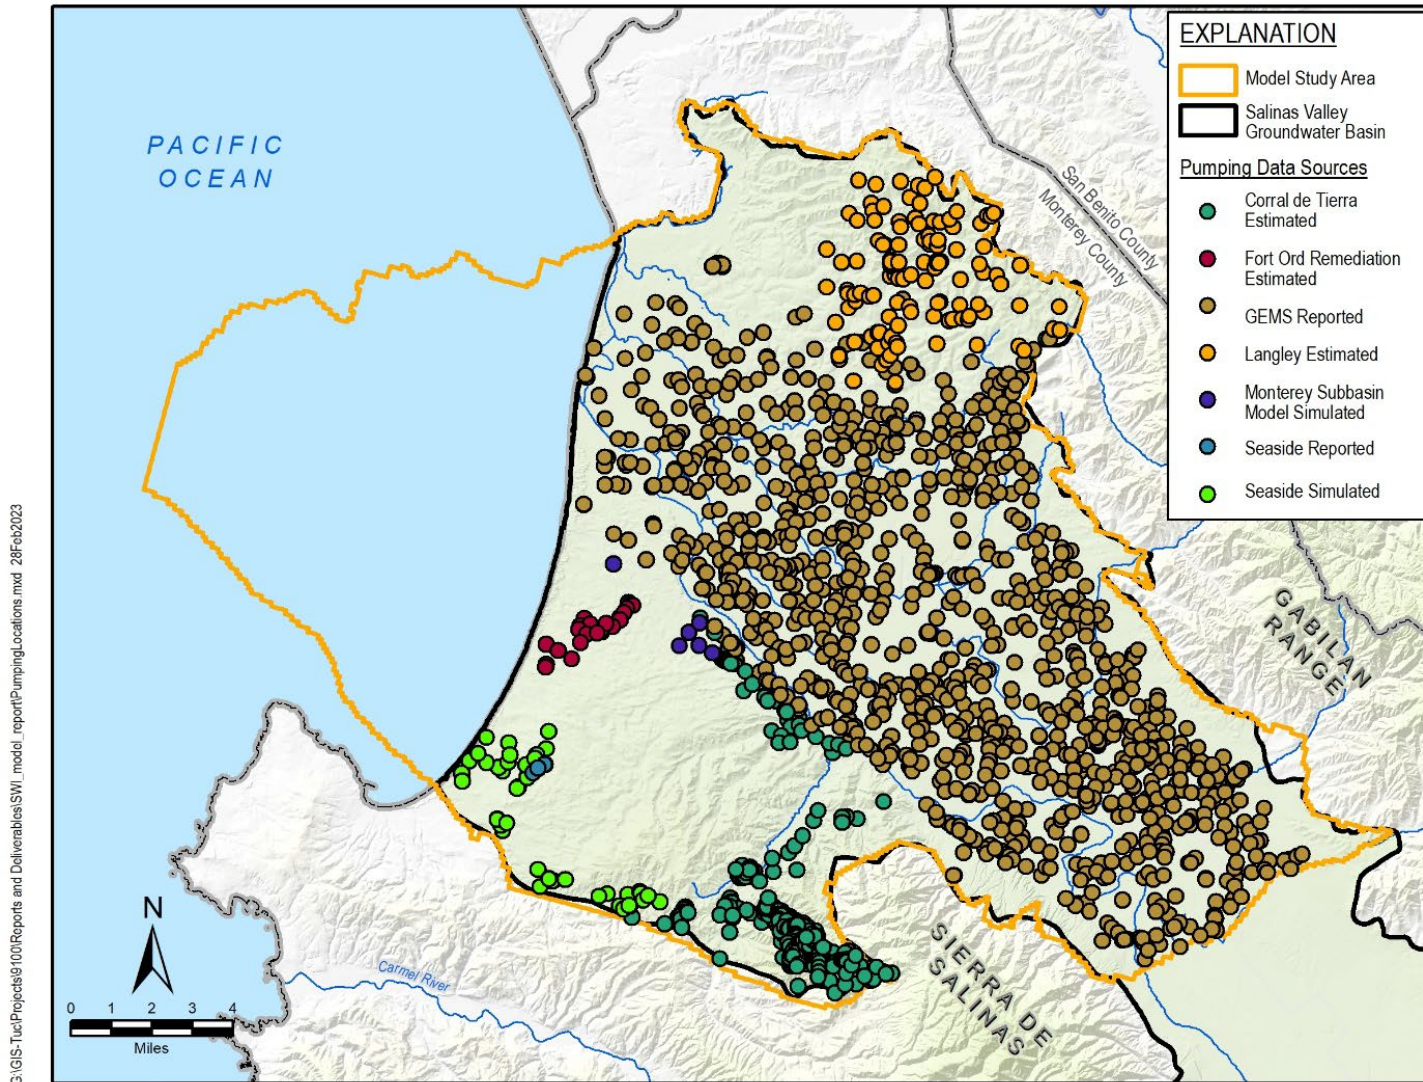 EXPLANATION
Model Study Area
Salinas Valley
Groundwater Basin
Pumping Data Sources
Corral de Tierra
Estimated
Fort Ord Remediation
Estimated
GEMS Reported
Langley Estimated
Monterey Subbasin
Model Simulated
Seaside Reported
Seaside Simulated
PACIFIC
OCEAN
San Benito County
Monterey County
GABILAN
RANGE
SIERRA DE
SALINAS
Carmel River
N
0 1 2 3 4
Miles
G:\GIS-Tuc\Projects\9100\Reports and Deliverables\SWI_model_report\PumpingLocations.mxd 28Feb2023